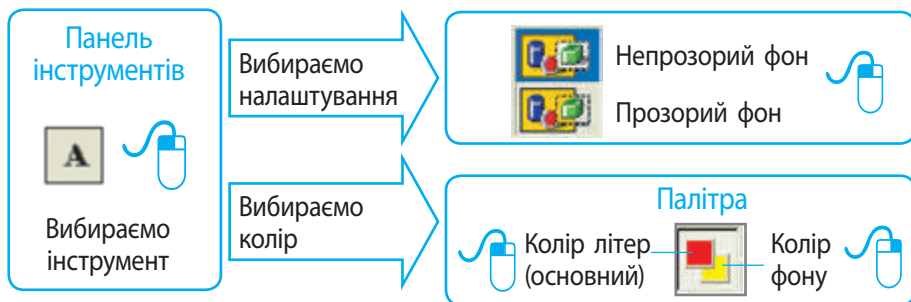 Панель
інструментів
A
Вибираємо
інструмент
Вибираємо
налаштування
Вибираємо
колір
Непрозорий фон
Прозорий фон
Палітра
Колір літер
(основний)
Колір
фону